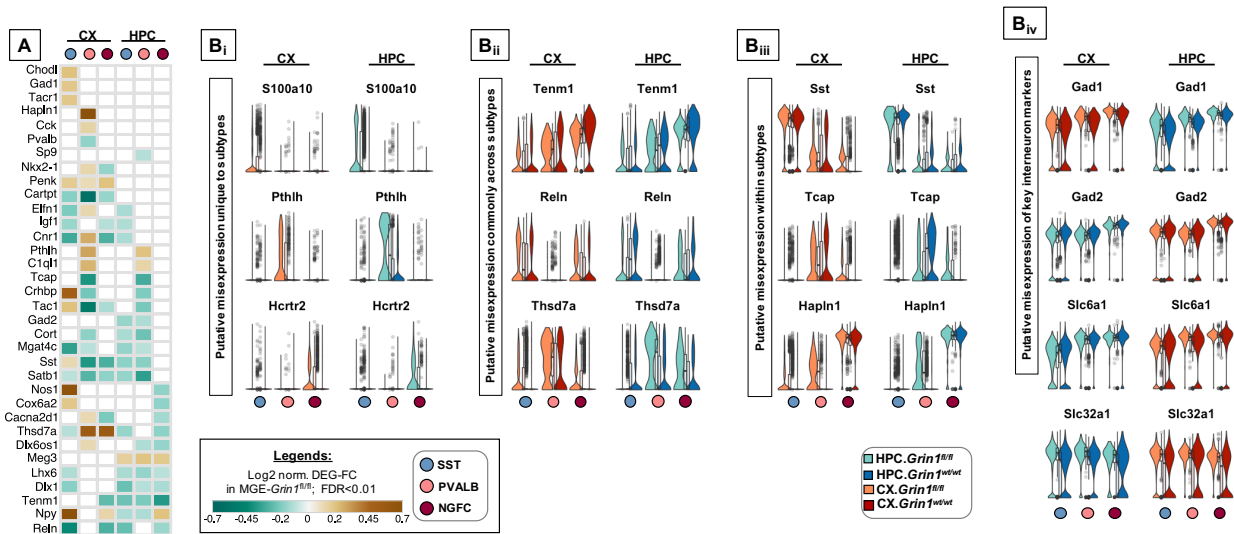 A
CX HPC
Chodl
Gad1
Tacr1
Hapln1
Cck
Pvalb
Sp9
Nkx2-1
Penk
Cartpt
Elfn1
Igf1
Cnr1
Pthlh
C1ql1
Tcap
Crhbp
Tac1
Gad2
Cort
Mgat4c
Sst
Satb1
Nos1
Cox6a2
Cacna2d1
Thsd7a
Dlx6os1
Meg3
Lhx6
Dlx1
Tenm1
Npy
Reln
Bi
Putative misexpression unique to subtypes
CX HPC
S100a10 S100a10
Pthlh Pthlh
Hcrtr2 Hcrtr2
Bii
Putative misexpression commonly across subtypes
CX HPC
Tenm1 Tenm1
Reln Reln
Thsd7a Thsd7a
Biii
Putative misexpression within subtypes
CX HPC
Sst Sst
Tcap Tcap
Hapln1 Hapln1
Biv
Putative misexpression of key interneuron markers
CX HPC
Gad1 Gad1
Gad2 Gad2
Slc6a1 Slc6a1
Slc32a1 Slc32a1
Legends:
Log2 norm. DEG-FC
in MGE-Grin1fl/fl; FDR<0.01
-0.7 -0.45 -0.2 0 0.2 0.45 0.7
SST
PVALB
NGFC
HPC.Grin1fl/fl
HPC.Grin1wt/wt
CX.Grin1fl/fl
CX.Grin1wt/wt